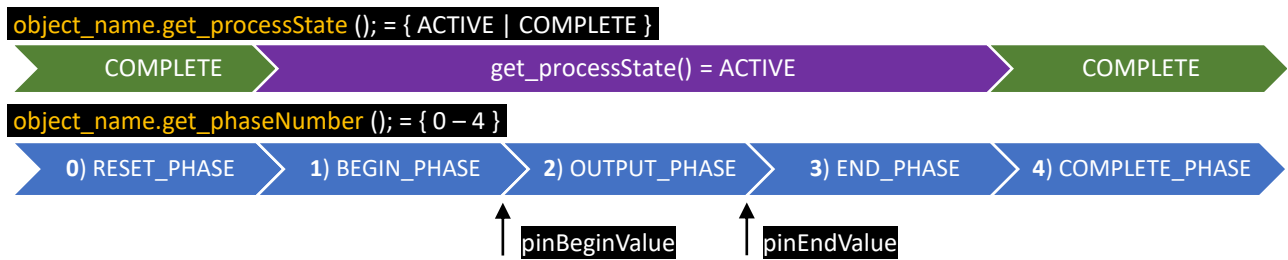 object_name.get_processState (); = { ACTIVE | COMPLETE }
COMPLETE get_processState() = ACTIVE COMPLETE
object_name.get_phaseNumber (); = { 0 – 4 }
0) RESET_PHASE 1) BEGIN_PHASE 2) OUTPUT_PHASE 3) END_PHASE 4) COMPLETE_PHASE
pinBeginValue pinEndValue